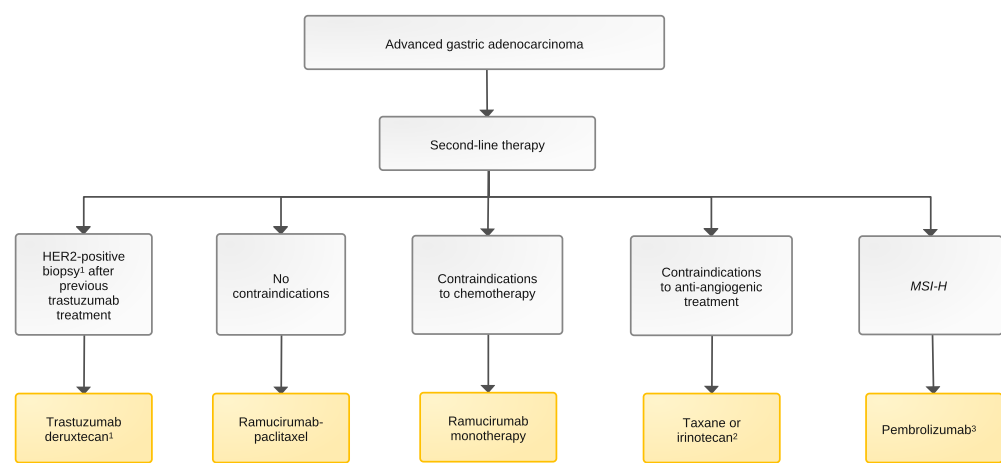 Advanced gastric adenocarcinoma
Second-line therapy
HER2-positive
biopsy¹ after
previous
trastuzumab
treatment
No
contraindications
Contraindications
to chemotherapy
Contraindications
to anti-angiogenic
treatment
MSI-H
Trastuzumab
deruxtecan¹
Ramucirumab-
paclitaxel
Ramucirumab
monotherapy
Taxane or
irinotecan²
Pembrolizumab³